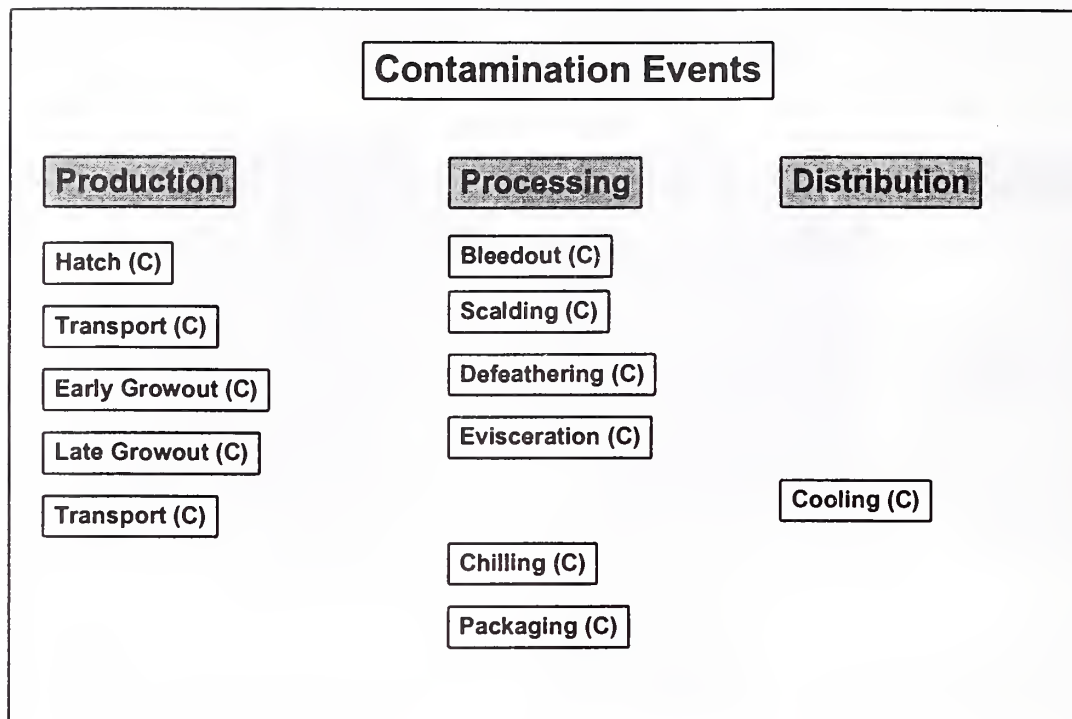 Contamination Events
Production
Hatch (C)
Transport (C)
Early Growout (C)
Late Growout (C)
Transport (C)
Processing
Bleedout (C)
Scalding (C)
Defeathering (C)
Evisceration (C)
Chilling (C)
Packaging (C)
Distribution
Cooling (C)